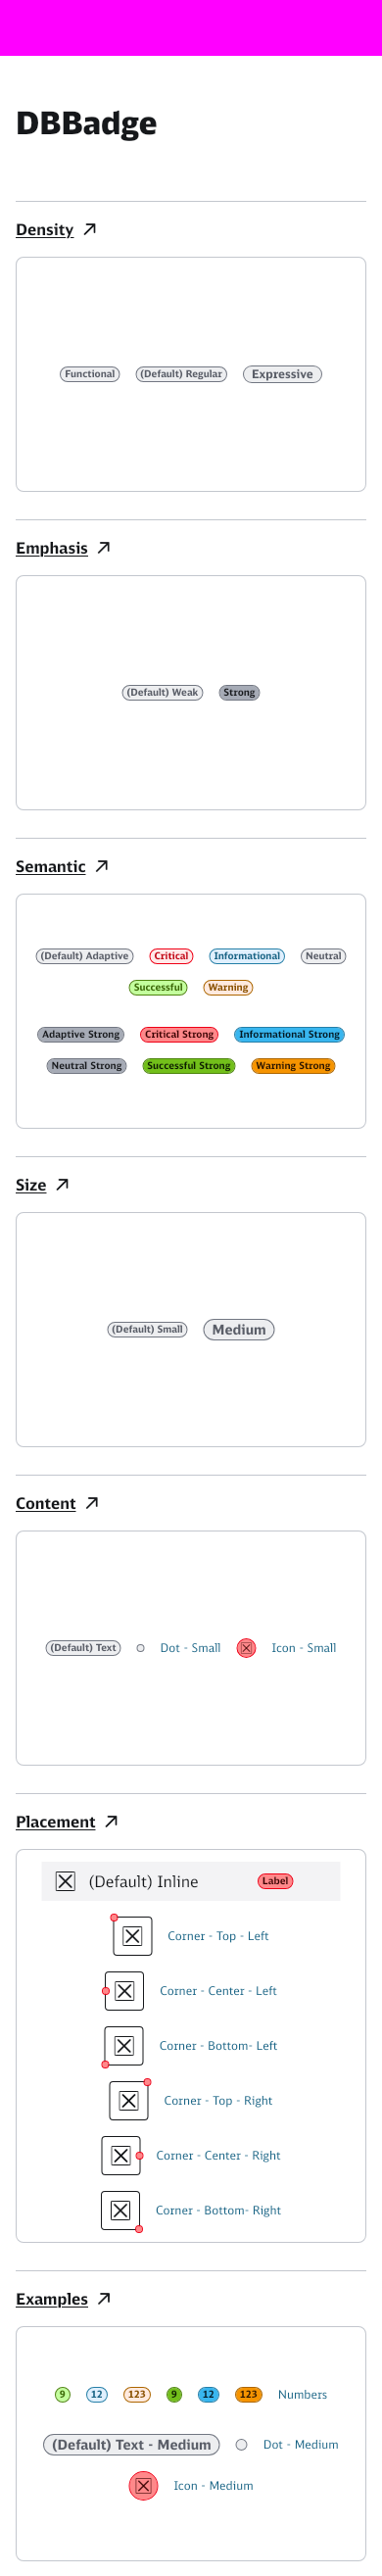 DBBadge
Density
Functional (Default) Regular Expressive
Emphasis
(Default) Weak Strong
Semantic
(Default) Adaptive Critical Informational Neutral
Successful Warning
Adaptive Strong Critical Strong Informational Strong
Neutral Strong Successful Strong Warning Strong
Size
(Default) Small Medium
Content
(Default) Text Dot - Small Icon - Small
Placement
(Default) Inline Label
Corner - Top - Left
Corner - Center - Left
Corner - Bottom- Left
Corner - Top - Right
Corner - Center - Right
Corner - Bottom- Right
Examples
9 12 123 9 12 123 Numbers
(Default) Text - Medium Dot - Medium
Icon - Medium